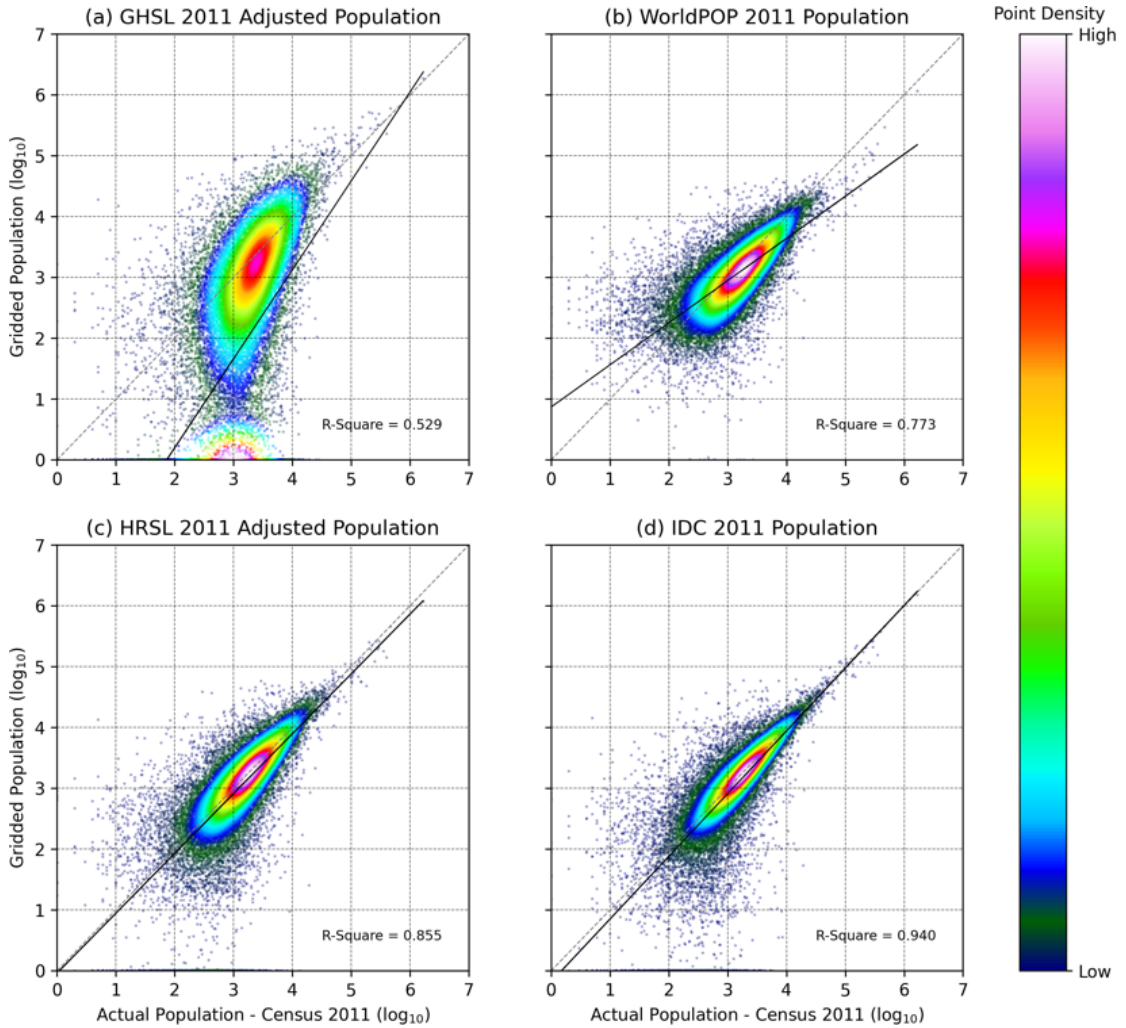 (a) GHSL 2011 Adjusted Population
(b) WorldPOP 2011 Population
Point Density
High
Low
Gridded Population (log₁₀)
7
6
5
4
3
2
1
0
R-Square = 0.529
0 1 2 3 4 5 6 7
R-Square = 0.773
0 1 2 3 4 5 6 7
(c) HRSL 2011 Adjusted Population
(d) IDC 2011 Population
Gridded Population (log₁₀)
7
6
5
4
3
2
1
0
R-Square = 0.855
0 1 2 3 4 5 6 7
Actual Population - Census 2011 (log₁₀)
R-Square = 0.940
0 1 2 3 4 5 6 7
Actual Population - Census 2011 (log₁₀)